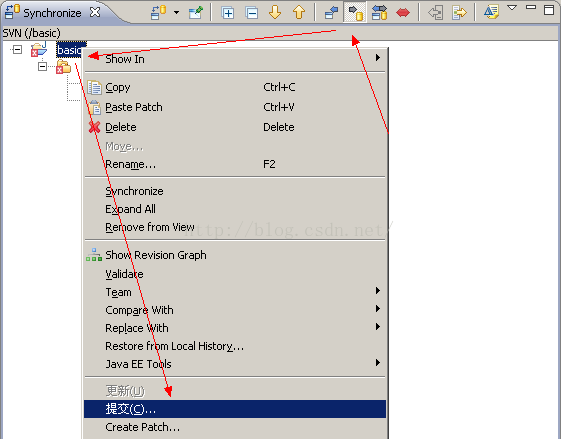 Synchronize
SVN (/basic)
basic
Show In
Copy Ctrl+C
Paste Patch Ctrl+V
Delete Delete
Move...
Rename... F2
Synchronize
Expand All
Remove from View
http://blog.csdn.net/
Show Revision Graph
Validate
Team
Compare With
Replace With
Restore from Local History...
Java EE Tools
更新(U)
提交(C)...
Create Patch...